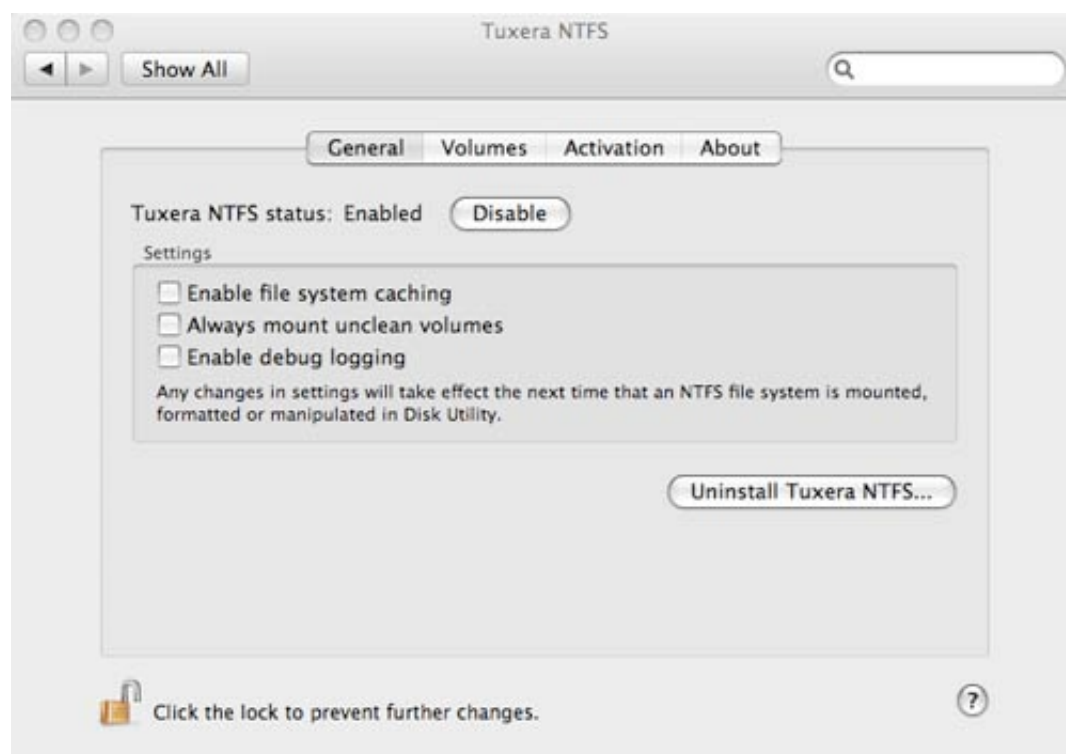 Tuxera NTFS
Show All
General Volumes Activation About
Tuxera NTFS status: Enabled Disable
Settings
Enable file system caching
Always mount unclean volumes
Enable debug logging
Any changes in settings will take effect the next time that an NTFS file system is mounted,
formatted or manipulated in Disk Utility.
Uninstall Tuxera NTFS...
Click the lock to prevent further changes.
?